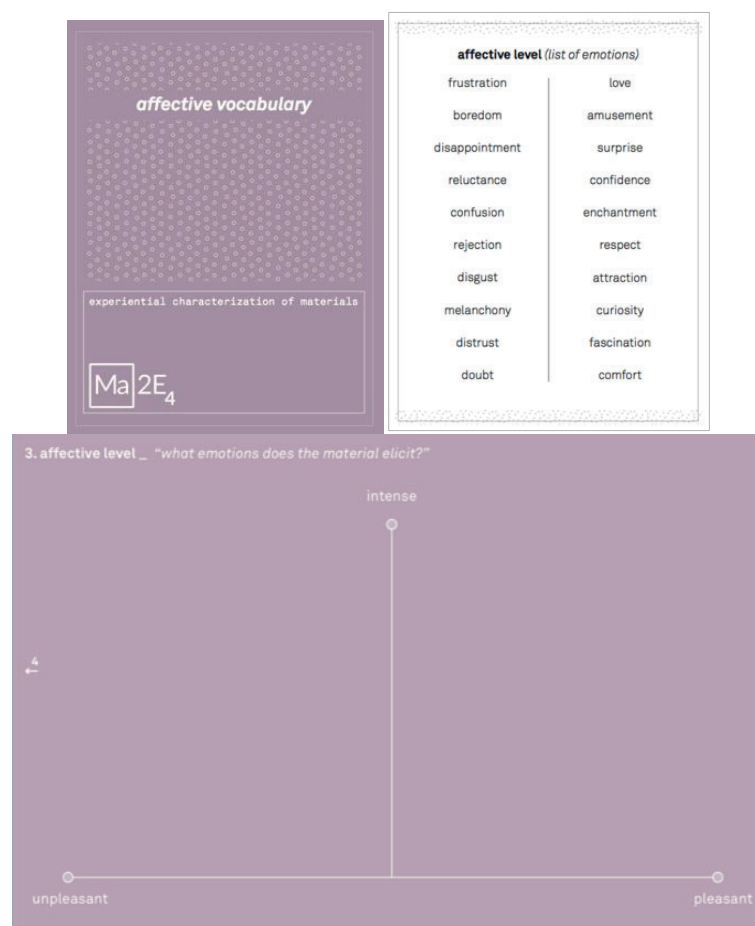 affective vocabulary
experiential characterization of materials
Ma2E4
affective level (list of emotions)
frustration love
boredom amusement
disappointment surprise
reluctance confidence
confusion enchantment
rejection respect
disgust attraction
melanchony curiosity
distrust fascination
doubt comfort
3. affective level _ "what emotions does the material elicit?"
intense
4
←
unpleasant pleasant